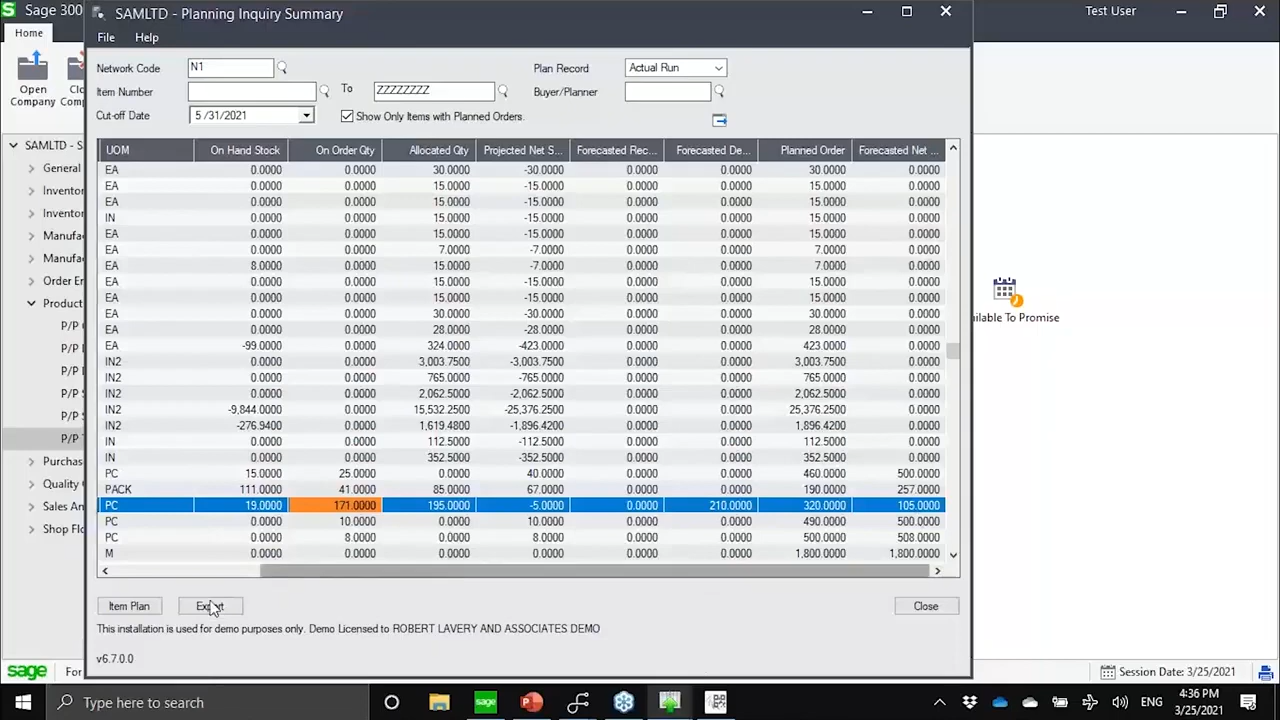 Sage 300
SAMLTD - Planning Inquiry Summary
Test User
Home
File Help
Open Company
Network Code N1
Plan Record Actual Run
Item Number To ZZZZZZZZ
Buyer/Planner
Cut-off Date 5 /31/2021
Show Only Items with Planned Orders.
UOM On Hand Stock On Order Qty Allocated Qty Projected Net S... Forecasted Rec... Forecasted De... Planned Order Forecasted Net ...
EA 0.0000 0.0000 30.0000 -30.0000 0.0000 0.0000 30.0000 0.0000
EA 0.0000 0.0000 15.0000 -15.0000 0.0000 0.0000 15.0000 0.0000
EA 0.0000 0.0000 15.0000 -15.0000 0.0000 0.0000 15.0000 0.0000
IN 0.0000 0.0000 15.0000 -15.0000 0.0000 0.0000 15.0000 0.0000
EA 0.0000 0.0000 15.0000 -15.0000 0.0000 0.0000 15.0000 0.0000
EA 0.0000 0.0000 7.0000 -7.0000 0.0000 0.0000 7.0000 0.0000
EA 8.0000 0.0000 15.0000 -7.0000 0.0000 0.0000 7.0000 0.0000
EA 0.0000 0.0000 15.0000 -15.0000 0.0000 0.0000 15.0000 0.0000
EA 0.0000 0.0000 15.0000 -15.0000 0.0000 0.0000 15.0000 0.0000
EA 0.0000 0.0000 30.0000 -30.0000 0.0000 0.0000 30.0000 0.0000
EA 0.0000 0.0000 28.0000 -28.0000 0.0000 0.0000 28.0000 0.0000
EA -99.0000 0.0000 324.0000 -423.0000 0.0000 0.0000 423.0000 0.0000
IN2 0.0000 0.0000 3,003.7500 -3,003.7500 0.0000 0.0000 3,003.7500 0.0000
IN2 0.0000 0.0000 765.0000 -765.0000 0.0000 0.0000 765.0000 0.0000
IN2 0.0000 0.0000 2,062.5000 -2,062.5000 0.0000 0.0000 2,062.5000 0.0000
IN2 -9,844.0000 0.0000 15,532.2500 -25,376.2500 0.0000 0.0000 25,376.2500 0.0000
IN2 -276.9400 0.0000 1,619.4800 -1,896.4200 0.0000 0.0000 1,896.4200 0.0000
IN 0.0000 0.0000 112.5000 -112.5000 0.0000 0.0000 112.5000 0.0000
IN 0.0000 0.0000 352.5000 -352.5000 0.0000 0.0000 352.5000 0.0000
PC 15.0000 25.0000 0.0000 40.0000 0.0000 0.0000 460.0000 500.0000
PACK 111.0000 41.0000 85.0000 67.0000 0.0000 0.0000 190.0000 257.0000
PC 19.0000 171.0000 195.0000 -5.0000 0.0000 210.0000 320.0000 105.0000
PC 0.0000 10.0000 0.0000 10.0000 0.0000 0.0000 490.0000 500.0000
PC 0.0000 8.0000 0.0000 8.0000 0.0000 0.0000 500.0000 508.0000
M 0.0000 0.0000 0.0000 0.0000 0.0000 0.0000 1,800.0000 1,800.0000
Item Plan Export Close
This installation is used for demo purposes only. Demo Licensed to ROBERT LAVERY AND ASSOCIATES DEMO
v6.7.0.0
SAMLTD - S
General
Inventor
Inventor
Manufa
Manufa
Order En
Product
P/P
P/P
P/P
P/P S
P/P S
P/P T
Purchas
Quality
Sales An
Shop Flo
ilable To Promise
sage For
Session Date: 3/25/2021
Type here to search
sage
ENG
4:36 PM
3/25/2021